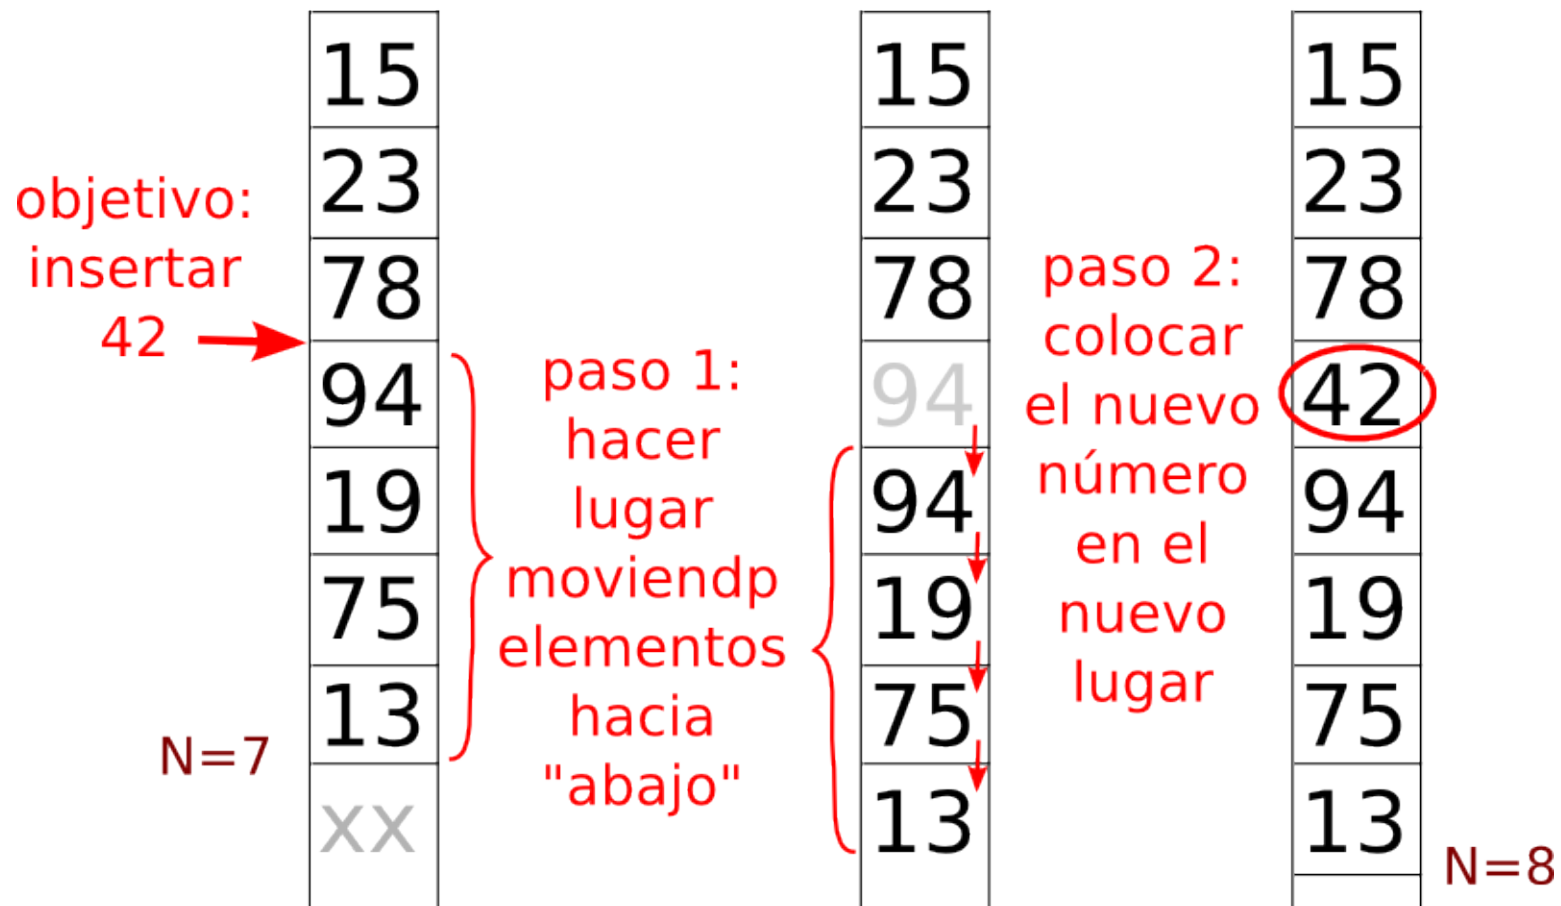 objetivo:
insertar
42
15
23
78
94
19
75
13
xx
N=7
paso 1:
hacer
lugar
moviendp
elementos
hacia
"abajo"
15
23
78
94
94
19
75
13
paso 2:
colocar
el nuevo
número
en el
nuevo
lugar
15
23
78
42
94
19
75
13
N=8